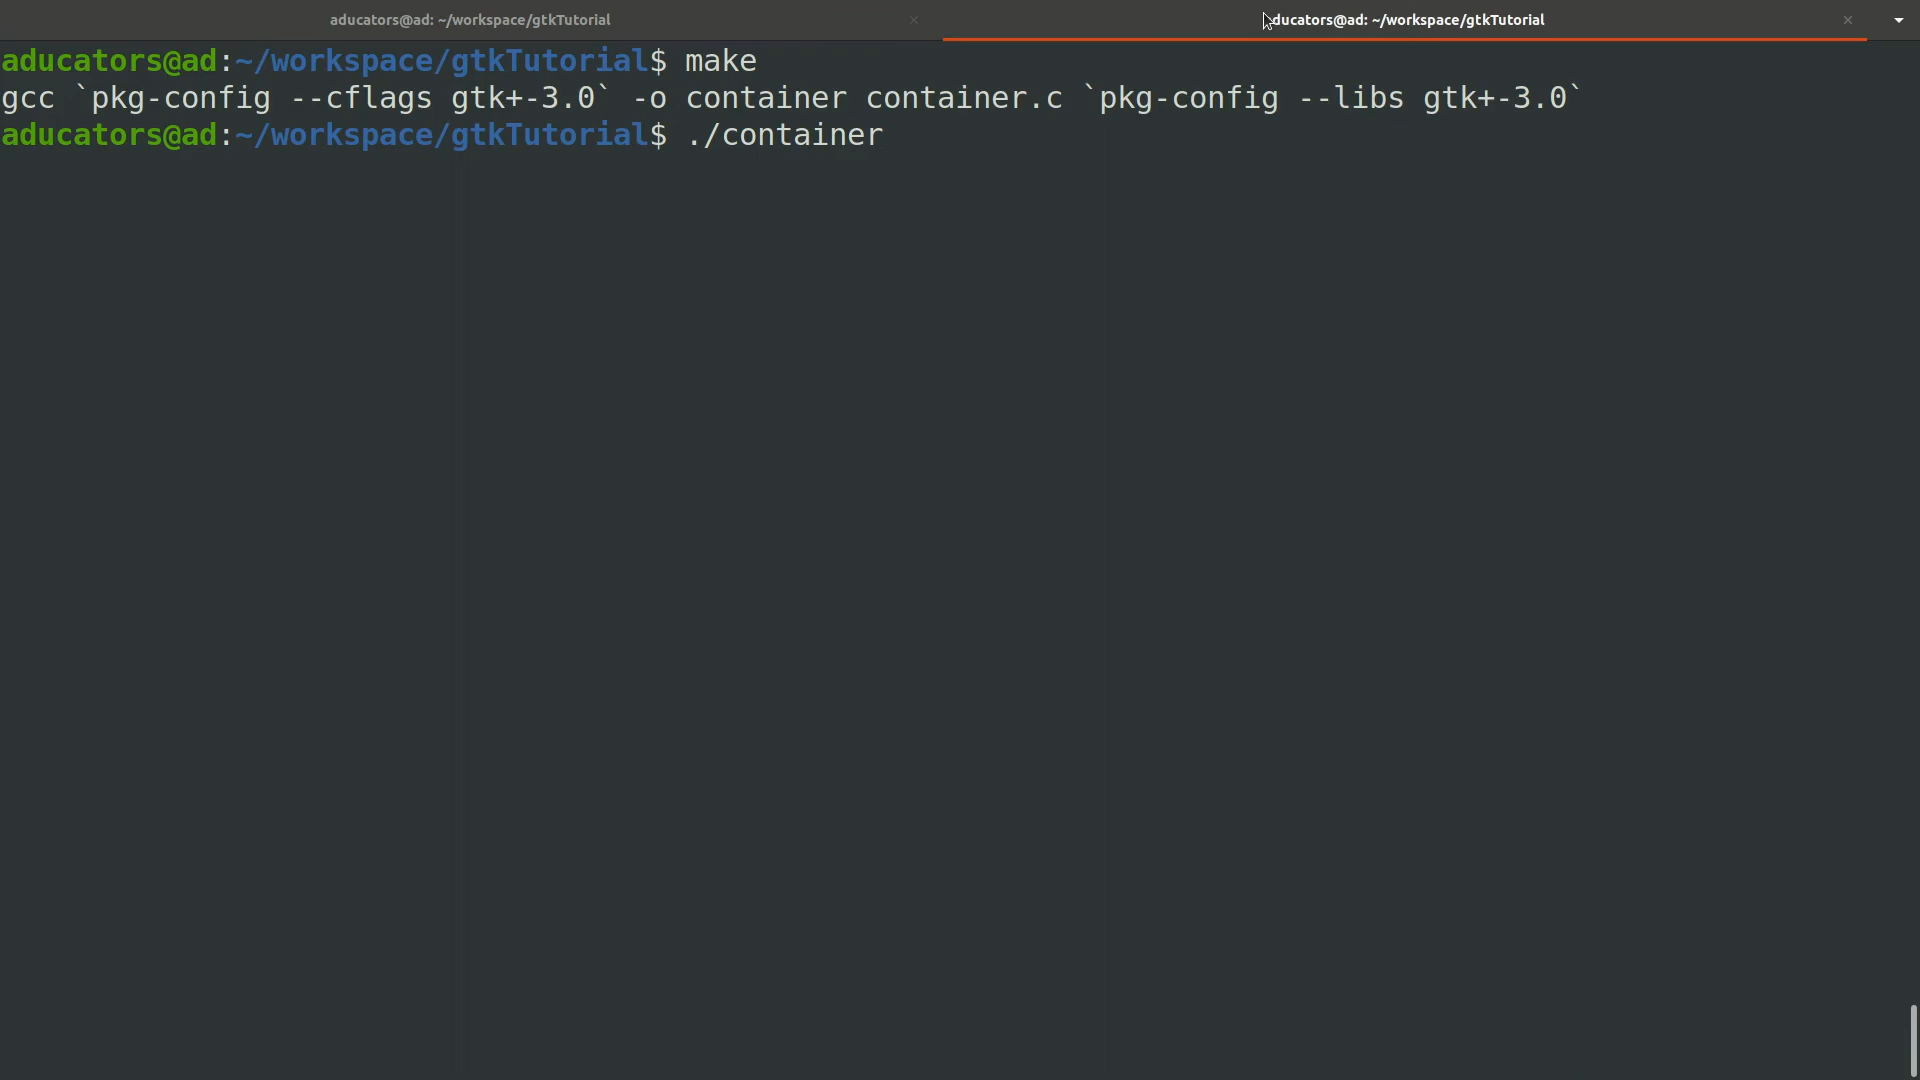 aducators@ad: ~/workspace/gtkTutorial
ducators@ad: ~/workspace/gtkTutorial
aducators@ad:~/workspace/gtkTutorial$ make
gcc `pkg-config --cflags gtk+-3.0` -o container container.c `pkg-config --libs gtk+-3.0`
aducators@ad:~/workspace/gtkTutorial$ ./container